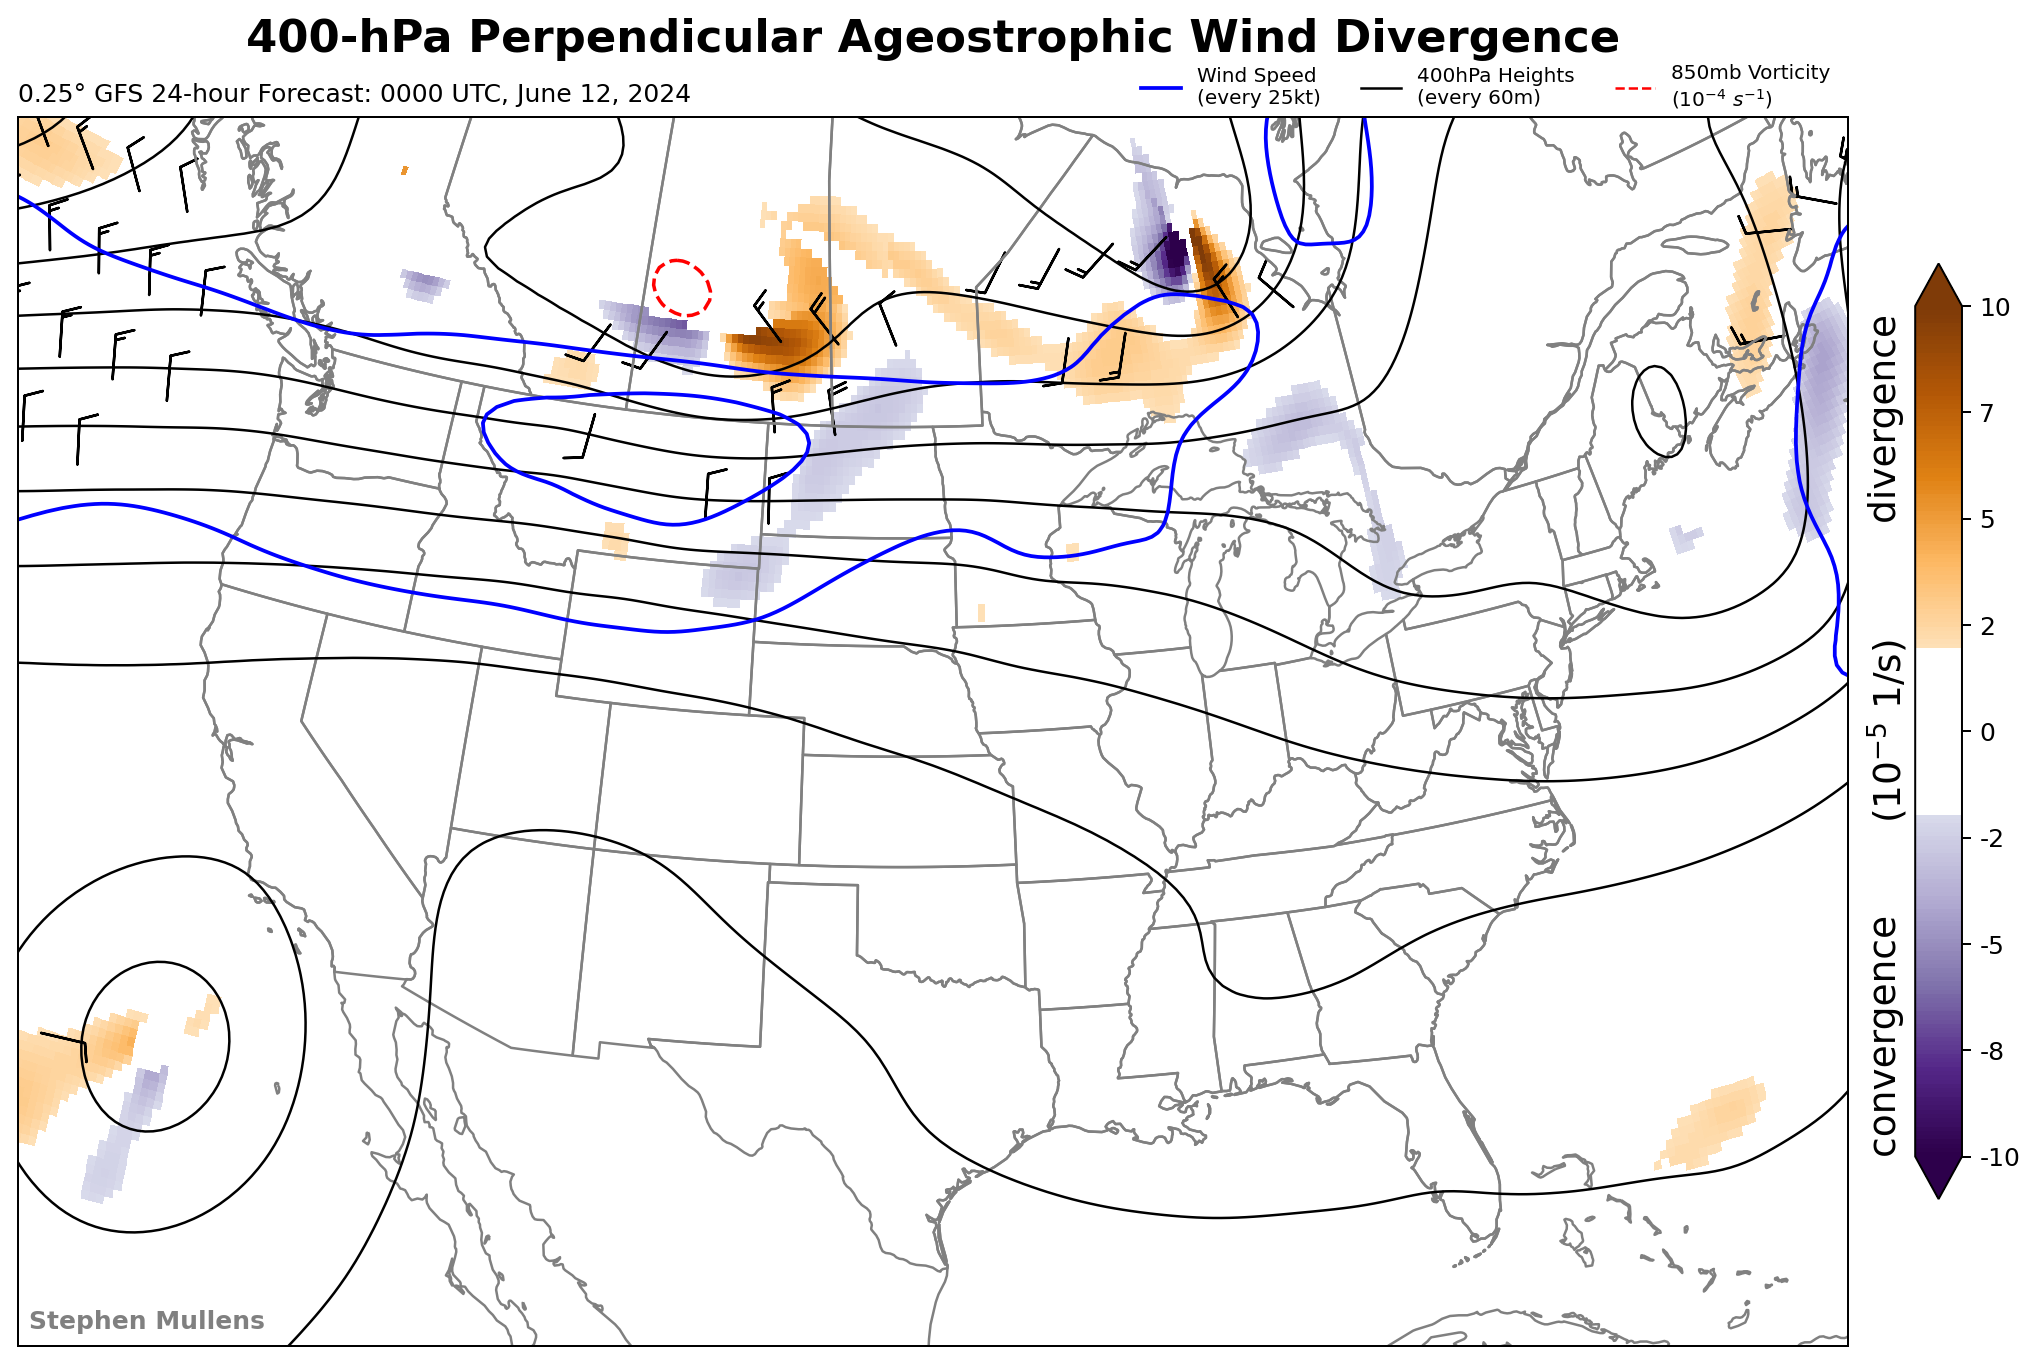 400-hPa Perpendicular Ageostrophic Wind Divergence
0.25° GFS 24-hour Forecast: 0000 UTC, June 12, 2024
Wind Speed
(every 25kt)
400hPa Heights
(every 60m)
850mb Vorticity
(10⁻⁴ s⁻¹)
10
7
5
2
0
-2
-5
-8
-10
convergence (10⁻⁵ 1/s) divergence
Stephen Mullens